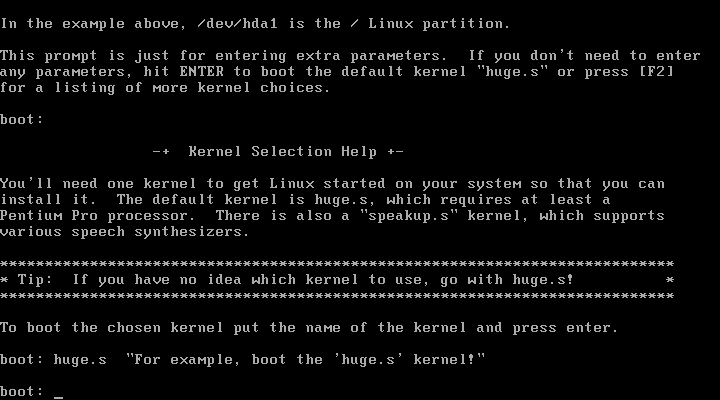 In the example above, /dev/hda1 is the / Linux partition.
This prompt is just for entering extra parameters.  If you don't need to enter
any parameters, hit ENTER to boot the default kernel "huge.s" or press [F2]
for a listing of more kernel choices.
boot:
-+  Kernel Selection Help +-
You'll need one kernel to get Linux started on your system so that you can
install it.  The default kernel is huge.s, which requires at least a
Pentium Pro processor.  There is also a "speakup.s" kernel, which supports
various speech synthesizers.
***************************************************************************
* Tip:  If you have no idea which kernel to use, go with huge.s!          *
***************************************************************************
To boot the chosen kernel put the name of the kernel and press enter.
boot: huge.s  "For example, boot the 'huge.s' kernel!"
boot: _